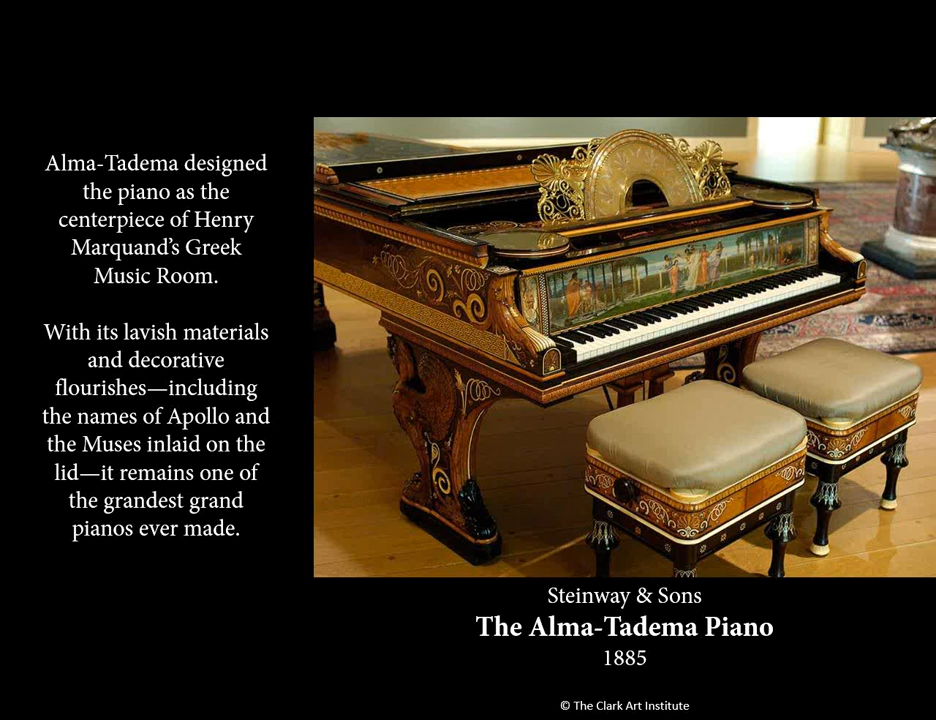 Alma-Tadema designed
the piano as the
centerpiece of Henry
Marquand’s Greek
Music Room.
With its lavish materials
and decorative
flourishes—including
the names of Apollo and
the Muses inlaid on the
lid—it remains one of
the grandest grand
pianos ever made.
Steinway & Sons
The Alma-Tadema Piano
1885
© The Clark Art Institute